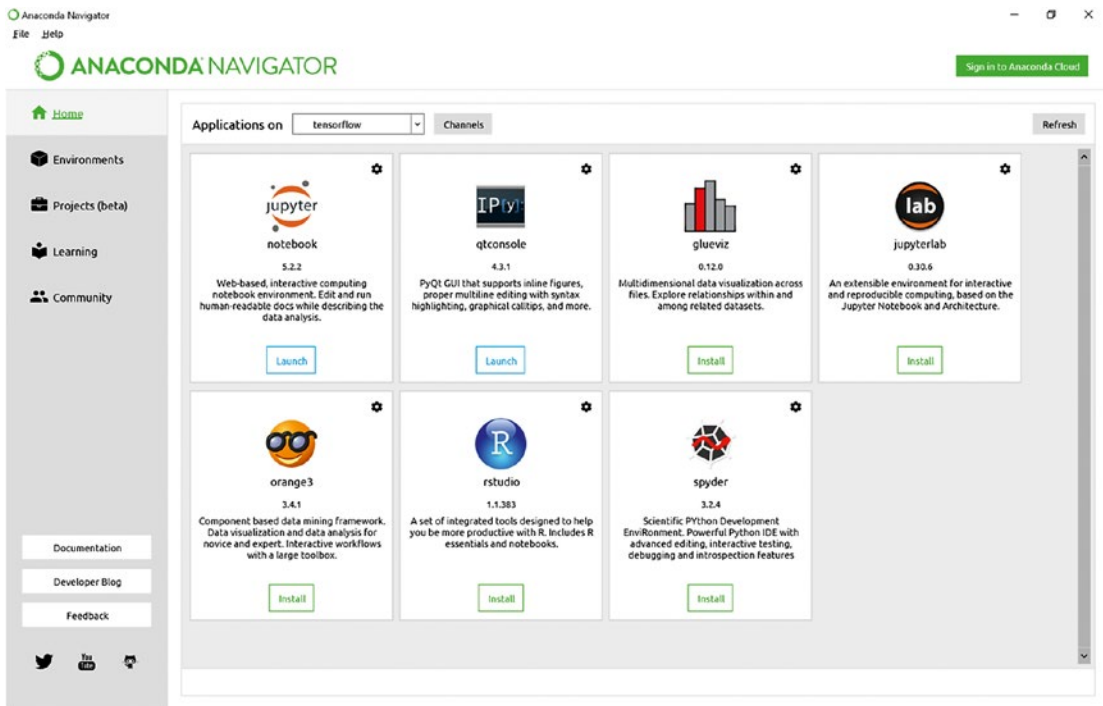 Anaconda Navigator
File Help
ANACONDA NAVIGATOR
Sign in to Anaconda Cloud
Home
Environments
Projects (beta)
Learning
Community
Documentation
Developer Blog
Feedback
You
Tube
Applications on tensorflow Channels Refresh
jupyter
notebook
5.2.2
Web-based, interactive computing
notebook environment. Edit and run
human-readable docs while describing the
data analysis.
Launch
IP[y]:
qtconsole
4.3.1
PyQt GUI that supports inline figures,
proper multiline editing with syntax
highlighting, graphical calltips, and more.
Launch
glueviz
0.12.0
Multidimensional data visualization across
files. Explore relationships within and
among related datasets.
Install
lab
jupyterlab
0.30.6
An extensible environment for interactive
and reproducible computing, based on the
Jupyter Notebook and Architecture.
Install
orange3
3.4.1
Component based data mining framework.
Data visualization and data analysis for
novice and expert. Interactive workflows
with a large toolbox.
Install
R
rstudio
1.1.383
A set of integrated tools designed to help
you be more productive with R. Includes R
essentials and notebooks.
Install
spyder
3.2.4
Scientific PYthon Development
EnviRonment. Powerful Python IDE with
advanced editing, interactive testing,
debugging and introspection features
Install